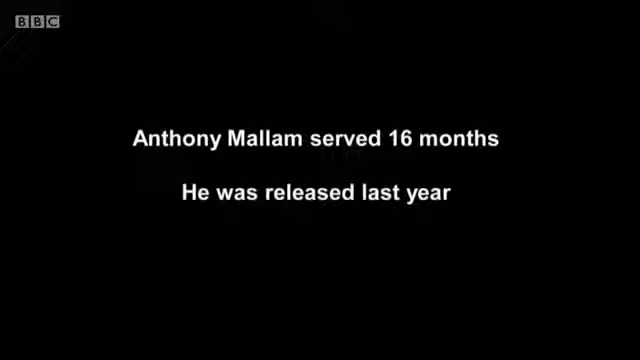 BBC
Anthony Mallam served 16 months
He was released last year